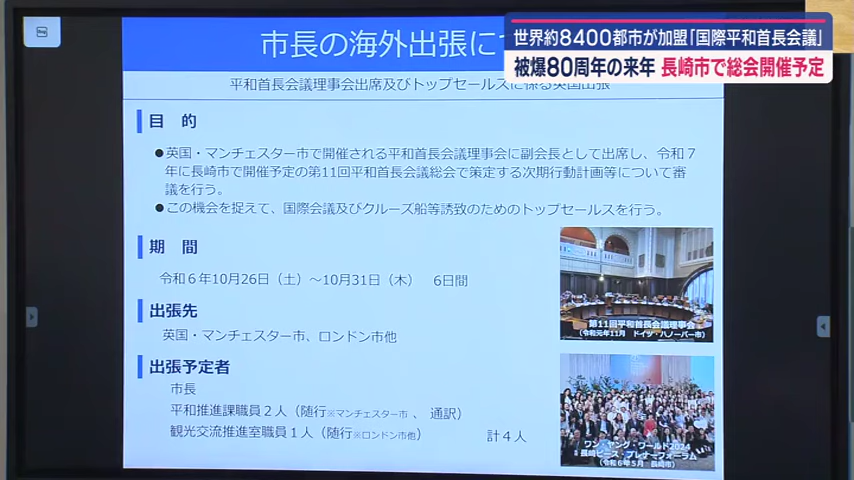 世界約8400都市が加盟「国際平和首長会議」
被爆80周年の来年 長崎市で総会開催予定
市長の海外出張に
平和首長会議理事会出席及びトップセールスに係る英国出張
目 的
●英国・マンチェスター市で開催される平和首長会議理事会に副会長として出席し、令和7
年に長崎市で開催予定の第11回平和首長会議総会で策定する次期行動計画等について審
議を行う。
●この機会を捉えて、国際会議及びクルーズ船等誘致のためのトップセールスを行う。
期 間
令和6年10月26日（土）～10月31日（木） 6日間
出張先
英国・マンチェスター市、ロンドン市他
出張予定者
市長
平和推進課職員2人（随行※マンチェスター市 、 通訳）
観光交流推進室職員1人（随行※ロンドン市他） 計4人
第11回平和首長会議理事会
（令和元年11月 ドイツ・ハノーバー市）
ワン・ヤング・ワールド2024
長崎ピース・プレナーフォーラム
（令和6年5月 長崎市）